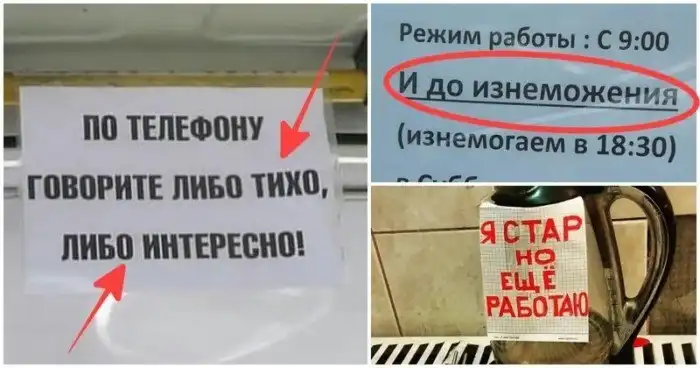 ПО ТЕЛЕФОНУ
ГОВОРИТЕ ЛИБО ТИХО,
ЛИБО ИНТЕРЕСНО!
Режим работы : С 9:00
И до изнеможения
(изнемогаем в 18:30)
Я СТАР
НО
ЕЩЁ
РАБОТАЮ